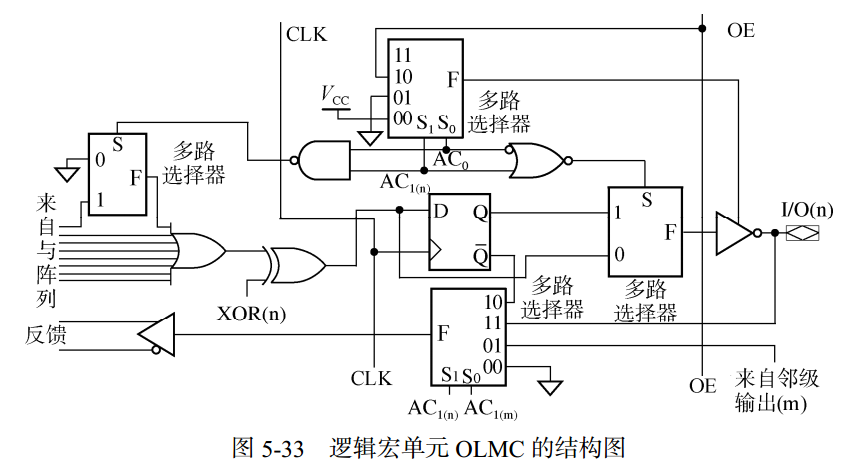 CLK
OE
11
10
01
00
F
S1 S0
VCC
多路
选择器
S
0
1
F
多路
选择器
AC0
AC1(n)
来
自
与
阵
列
XOR(n)
D
Q
Q̅
S
1
0
F
多路
选择器
I/O(n)
多路
选择器
10
11
01
00
F
S1 S0
反馈
CLK
AC1(n)
AC1(m)
OE
来自邻级
输出(m)
图 5-33 逻辑宏单元 OLMC 的结构图